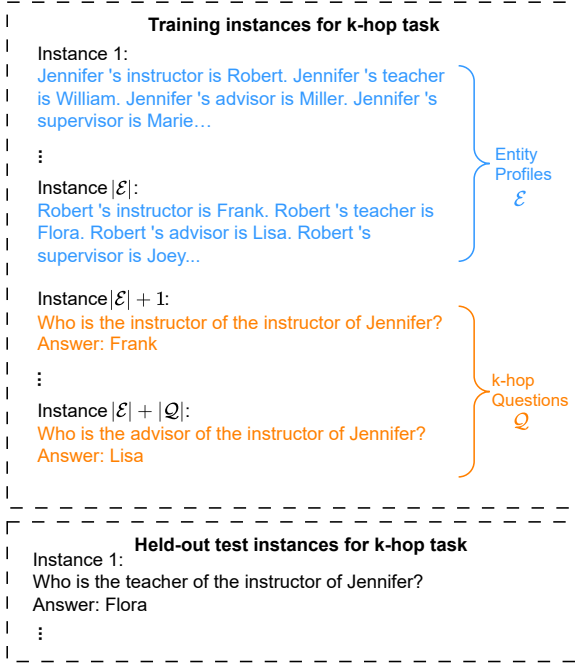 Training instances for k-hop task
Instance 1:
Jennifer 's instructor is Robert. Jennifer 's teacher
is William. Jennifer 's advisor is Miller. Jennifer 's
supervisor is Marie…
⋮
Instance |ℰ|:
Robert 's instructor is Frank. Robert 's teacher is
Flora. Robert 's advisor is Lisa. Robert 's
supervisor is Joey...
Entity
Profiles
ℰ
Instance |ℰ| + 1:
Who is the instructor of the instructor of Jennifer?
Answer: Frank
⋮
Instance |ℰ| + |𝒬|:
Who is the advisor of the instructor of Jennifer?
Answer: Lisa
k-hop
Questions
𝒬
Held-out test instances for k-hop task
Instance 1:
Who is the teacher of the instructor of Jennifer?
Answer: Flora
⋮